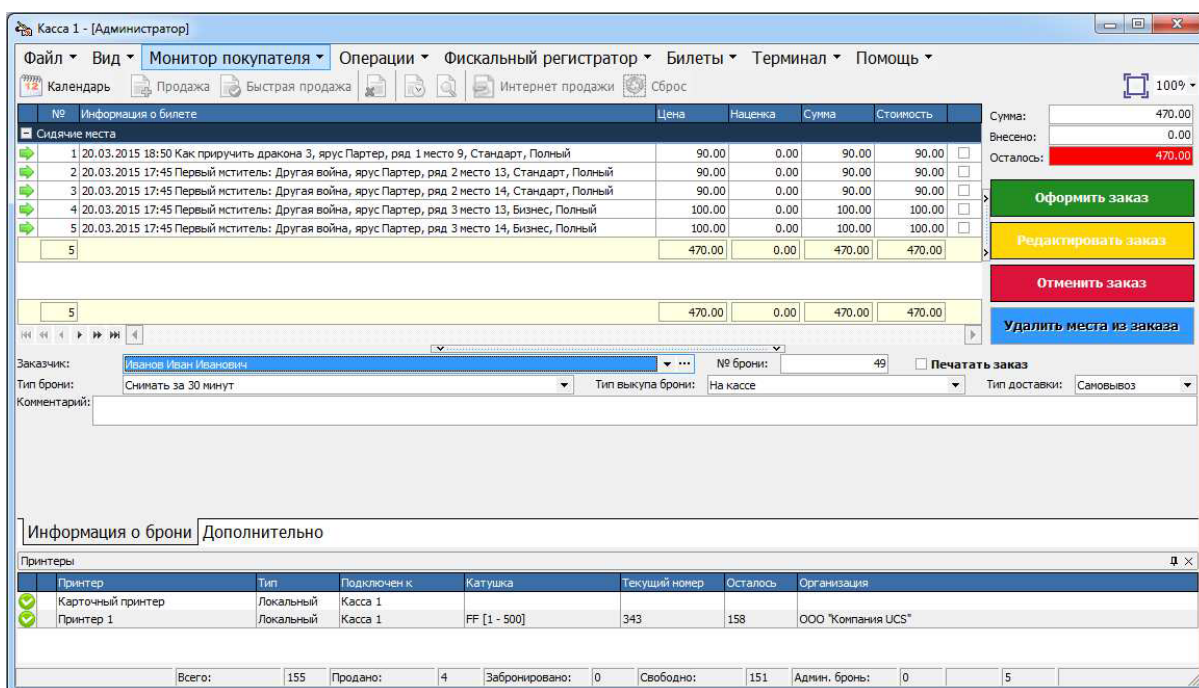 Касса 1 - [Администратор]
Файл Вид Монитор покупателя Операции Фискальный регистратор Билеты Терминал Помощь
12 Календарь Продажа Быстрая продажа Интернет продажи Сброс 100%
№ Информация о билете Цена Наценка Сумма Стоимость
Сумма: 470.00
Сидячие места
Внесено: 0.00
1 20.03.2015 18:50 Как приручить дракона 3, ярус Партер, ряд 1 место 9, Стандарт, Полный 90.00 0.00 90.00 90.00
Осталось: 470.00
2 20.03.2015 17:45 Первый мститель: Другая война, ярус Партер, ряд 2 место 13, Стандарт, Полный 90.00 0.00 90.00 90.00
3 20.03.2015 17:45 Первый мститель: Другая война, ярус Партер, ряд 2 место 14, Стандарт, Полный 90.00 0.00 90.00 90.00
Оформить заказ
4 20.03.2015 17:45 Первый мститель: Другая война, ярус Партер, ряд 3 место 13, Бизнес, Полный 100.00 0.00 100.00 100.00
5 20.03.2015 17:45 Первый мститель: Другая война, ярус Партер, ряд 3 место 14, Бизнес, Полный 100.00 0.00 100.00 100.00
5 470.00 0.00 470.00 470.00
Редактировать заказ
Отменить заказ
5 470.00 0.00 470.00 470.00
Удалить места из заказа
Заказчик: Иванов Иван Иванович № брони: 49 Печатать заказ
Тип брони: Снимать за 30 минут Тип выкупа брони: На кассе Тип доставки: Самовывоз
Комментарий:
Информация о брони Дополнительно
Принтеры
Принтер Тип Подключен к Катушка Текущий номер Осталось Организация
Карточный принтер Локальный Касса 1
Принтер 1 Локальный Касса 1 FF [1 - 500] 343 158 ООО "Компания UCS"
Всего: 155 Продано: 4 Забронировано: 0 Свободно: 151 Админ. бронь: 0 5